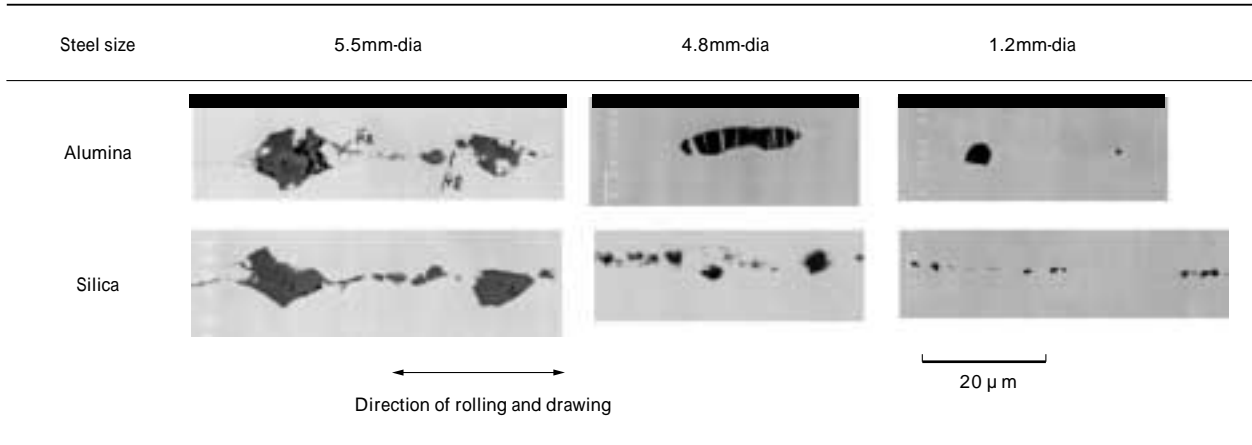 Steel size 5.5mm-dia 4.8mm-dia 1.2mm-dia
Alumina
Silica
20 μ m
Direction of rolling and drawing